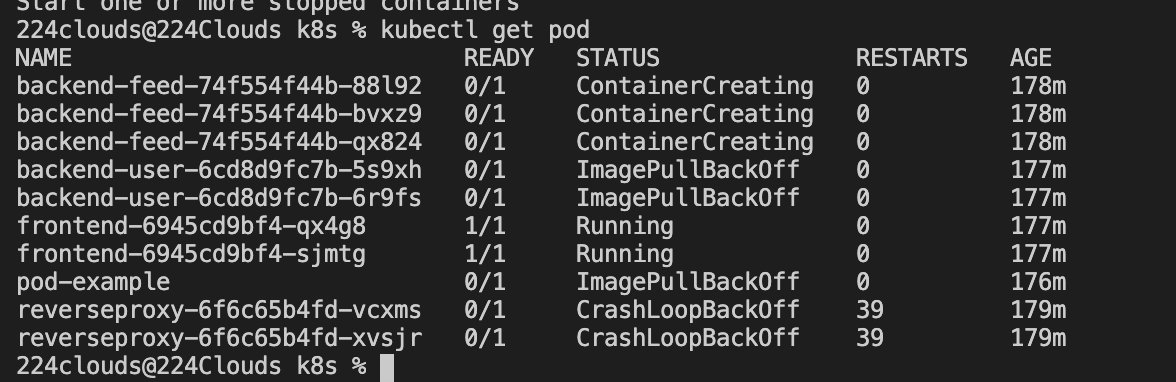 Start one or more stopped containers
224clouds@224Clouds k8s % kubectl get pod
NAME READY STATUS RESTARTS AGE
backend-feed-74f554f44b-88l92 0/1 ContainerCreating 0 178m
backend-feed-74f554f44b-bvxz9 0/1 ContainerCreating 0 178m
backend-feed-74f554f44b-qx824 0/1 ContainerCreating 0 178m
backend-user-6cd8d9fc7b-5s9xh 0/1 ImagePullBackOff 0 177m
backend-user-6cd8d9fc7b-6r9fs 0/1 ImagePullBackOff 0 177m
frontend-6945cd9bf4-qx4g8 1/1 Running 0 177m
frontend-6945cd9bf4-sjmtg 1/1 Running 0 177m
pod-example 0/1 ImagePullBackOff 0 176m
reverseproxy-6f6c65b4fd-vcxms 0/1 CrashLoopBackOff 39 179m
reverseproxy-6f6c65b4fd-xvsjr 0/1 CrashLoopBackOff 39 179m
224clouds@224Clouds k8s %